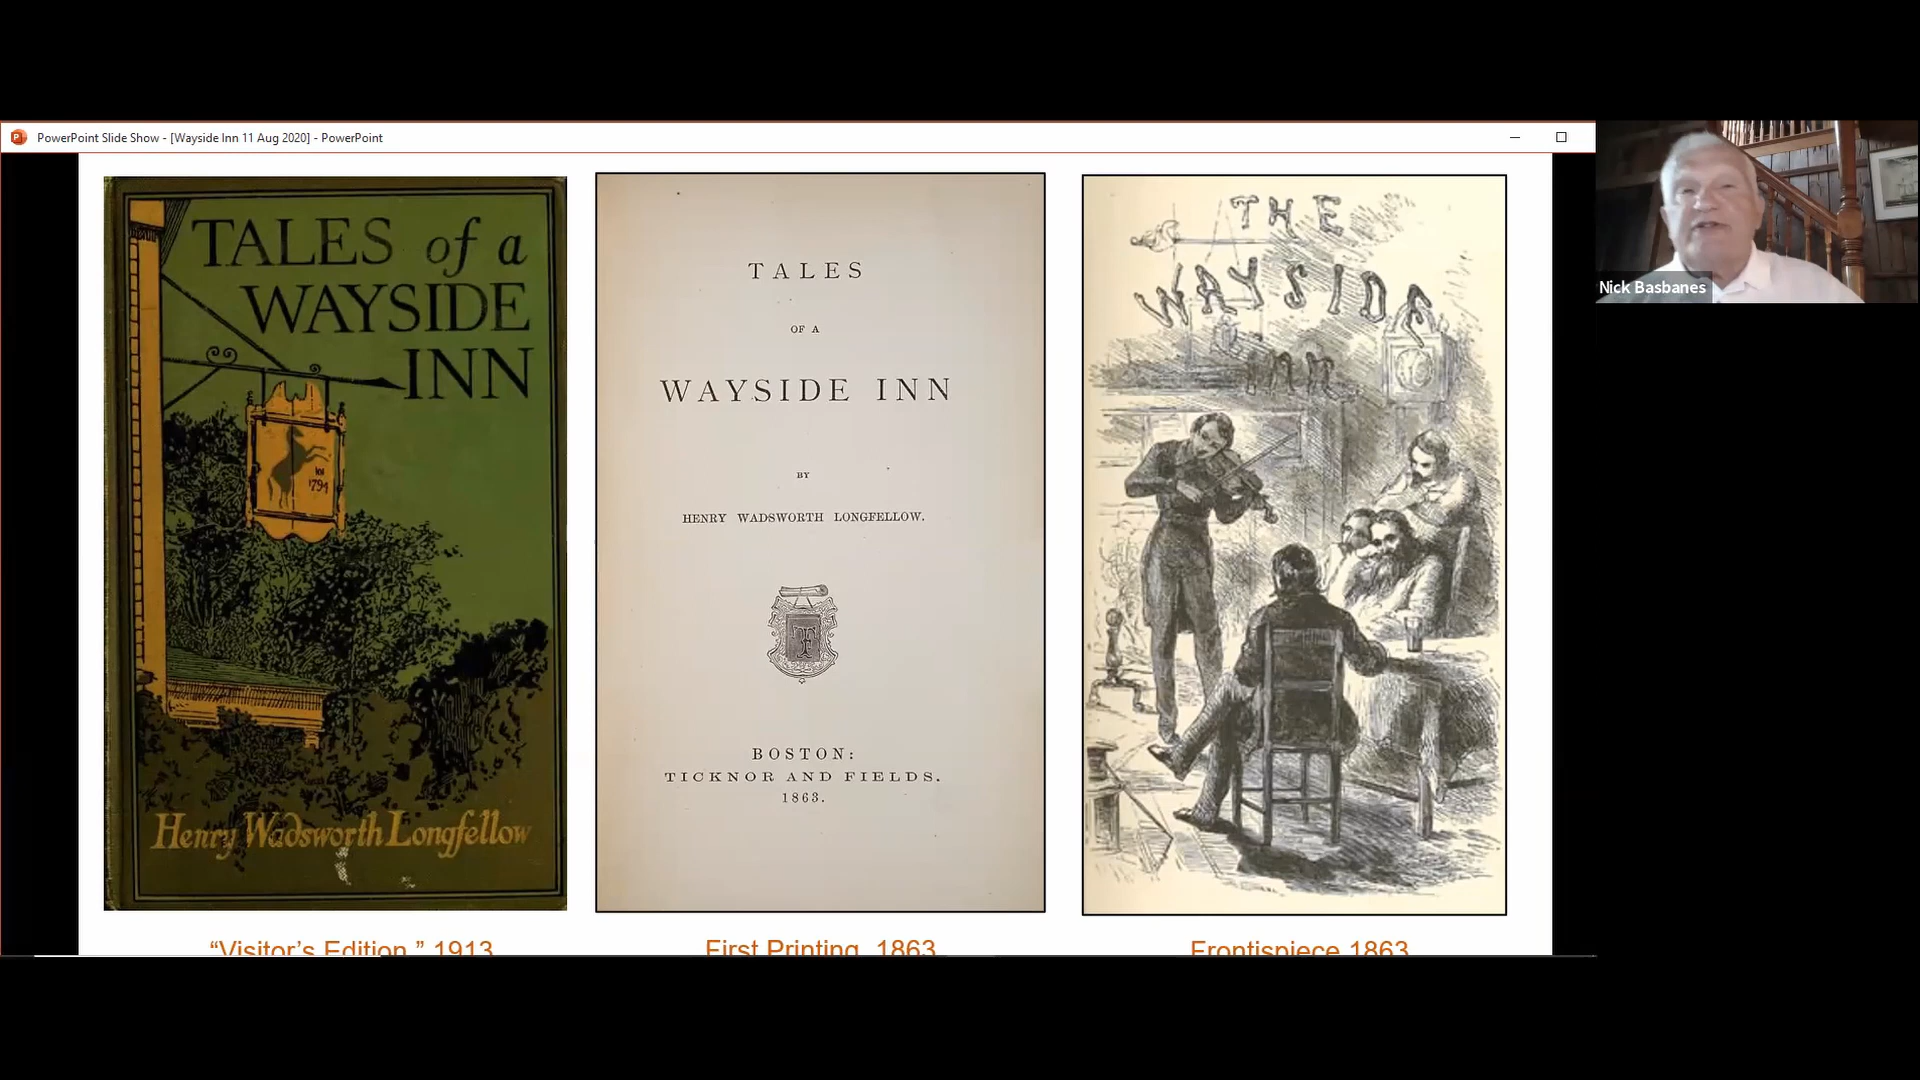 PowerPoint Slide Show - [Wayside Inn 11 Aug 2020] - PowerPoint
TALES of a
WAYSIDE
INN
1794
Henry Wadsworth Longfellow
"Visitor's Edition," 1913
TALES
OF A
WAYSIDE INN
BY
HENRY WADSWORTH LONGFELLOW.
TF
BOSTON:
TICKNOR AND FIELDS.
1863.
First Printing, 1863
THE
WAYSIDE
INN
Frontispiece 1863
Nick Basbanes